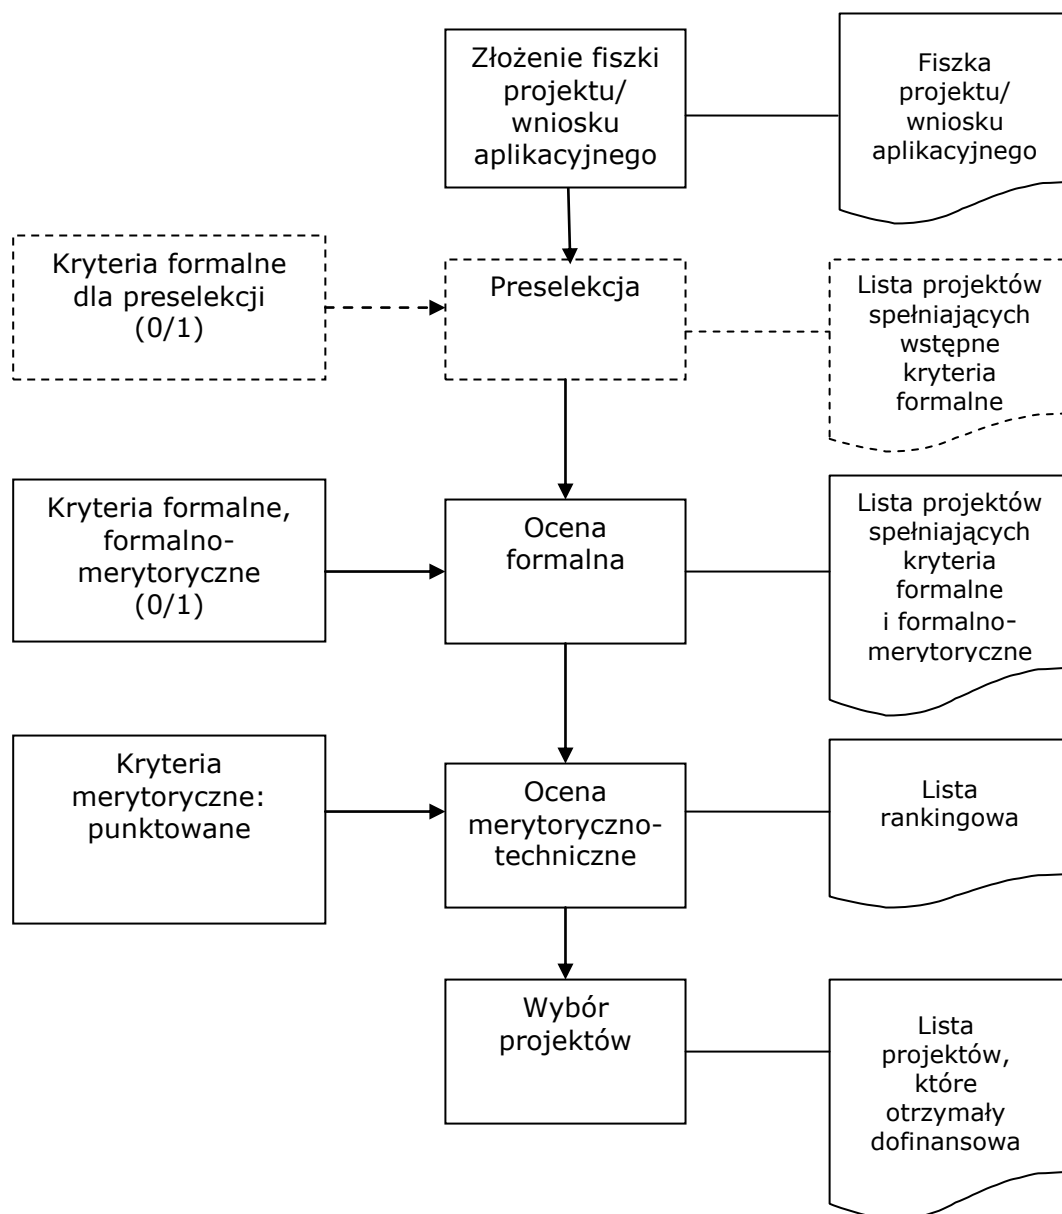 Złożenie fiszki
projektu/
wniosku
aplikacyjnego
Fiszka
projektu/
wniosku
aplikacyjnego
Kryteria formalne
dla preselekcji
(0/1)
Preselekcja
Lista projektów
spełniających
wstępne
kryteria
formalne
Kryteria formalne,
formalno-
merytoryczne
(0/1)
Ocena
formalna
Lista projektów
spełniających
kryteria
formalne
i formalno-
merytoryczne
Kryteria
merytoryczne:
punktowane
Ocena
merytoryczno-
techniczne
Lista
rankingowa
Wybór
projektów
Lista
projektów,
które
otrzymały
dofinansowa